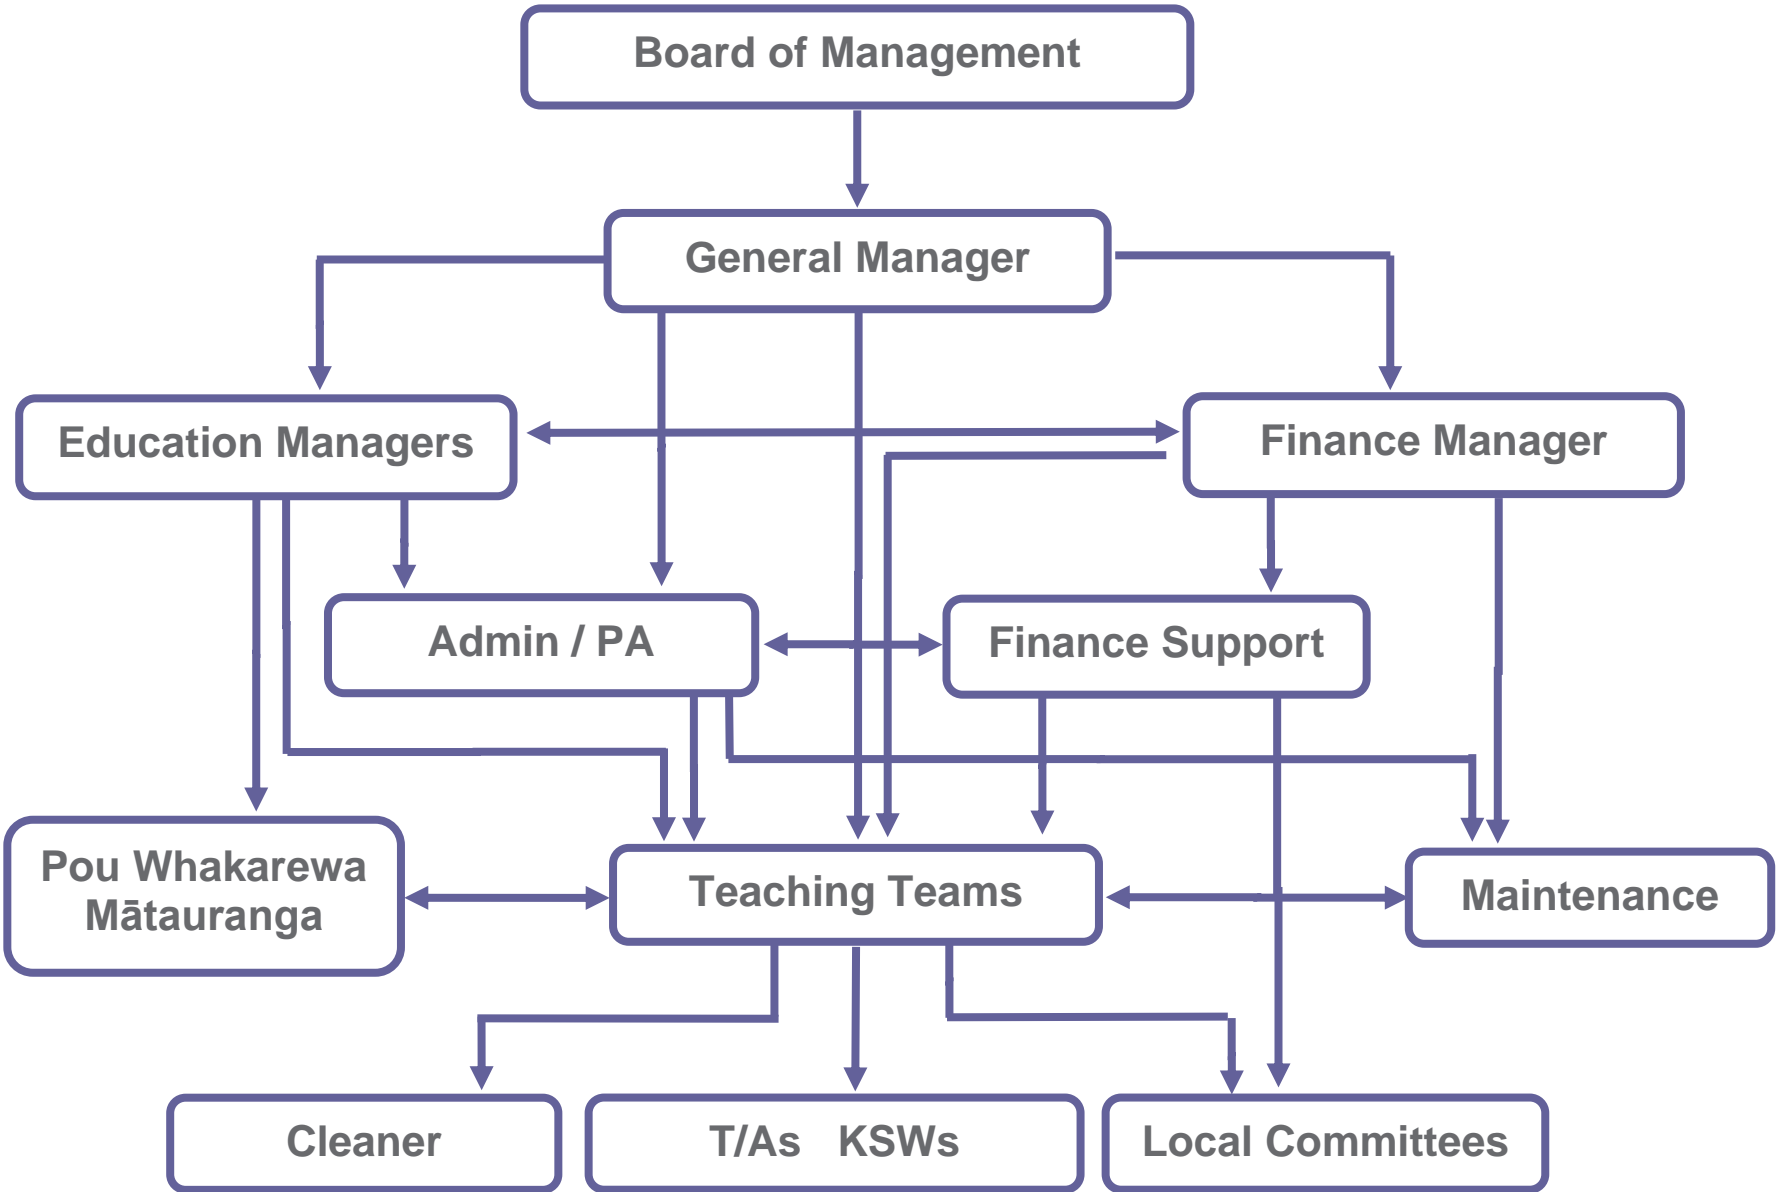 Board of Management
General Manager
Education Managers
Finance Manager
Admin / PA
Finance Support
Pou Whakarewa
Mātauranga
Teaching Teams
Maintenance
Cleaner
T/As KSWs
Local Committees